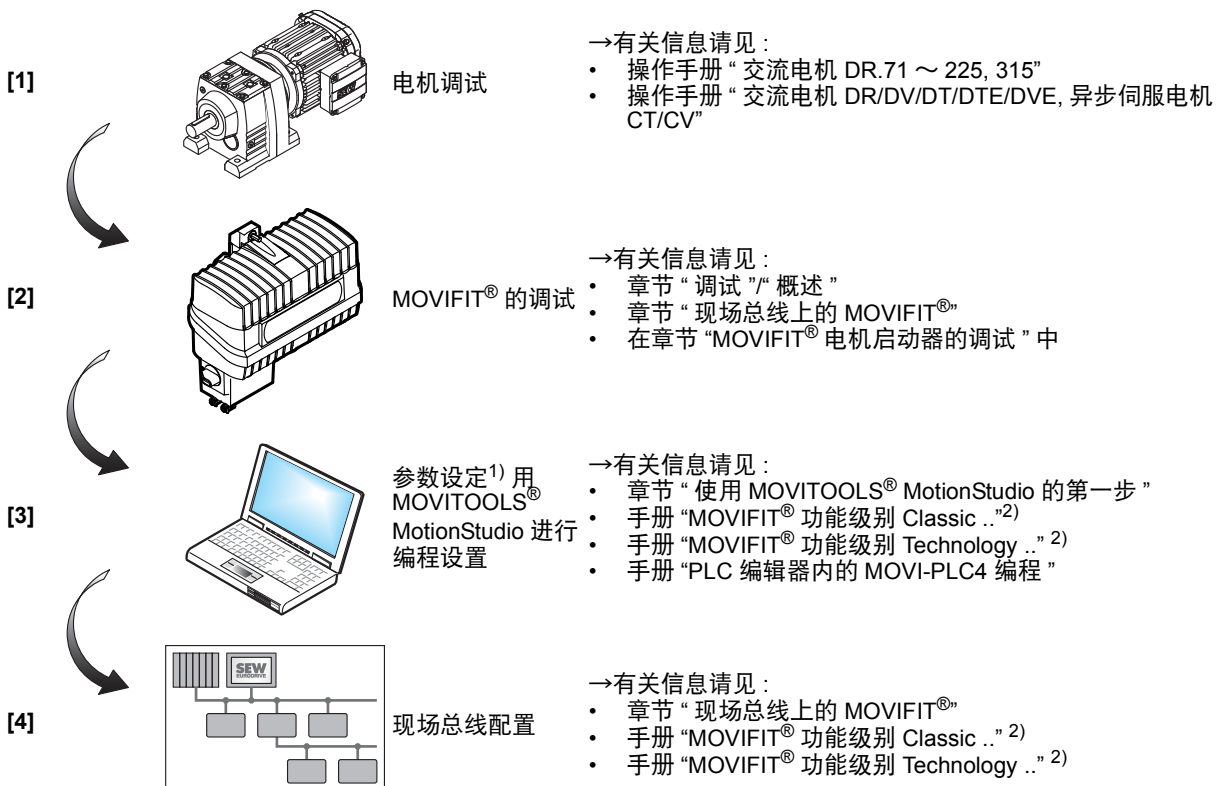 [1]
电机调试
→有关信息请见 :
• 操作手册 “ 交流电机 DR.71 ～ 225, 315”
• 操作手册 “ 交流电机 DR/DV/DT/DTE/DVE, 异步伺服电机
CT/CV”
[2]
MOVIFIT® 的调试
→有关信息请见 :
• 章节 “ 调试 ”/“ 概述 ”
• 章节 “ 现场总线上的 MOVIFIT®”
• 在章节 “MOVIFIT® 电机启动器的调试 ” 中
[3]
参数设定1) 用
MOVITOOLS®
MotionStudio 进行
编程设置
→有关信息请见 :
• 章节 “ 使用 MOVITOOLS® MotionStudio 的第一步 ”
• 手册 “MOVIFIT® 功能级别 Classic ..”2)
• 手册 “MOVIFIT® 功能级别 Technology ..” 2)
• 手册 “PLC 编辑器内的 MOVI-PLC4 编程 ”
[4]
SEW
EURODRIVE
现场总线配置
→有关信息请见 :
• 章节 “ 现场总线上的 MOVIFIT®”
• 手册 “MOVIFIT® 功能级别 Classic ..” 2)
• 手册 “MOVIFIT® 功能级别 Technology ..” 2)